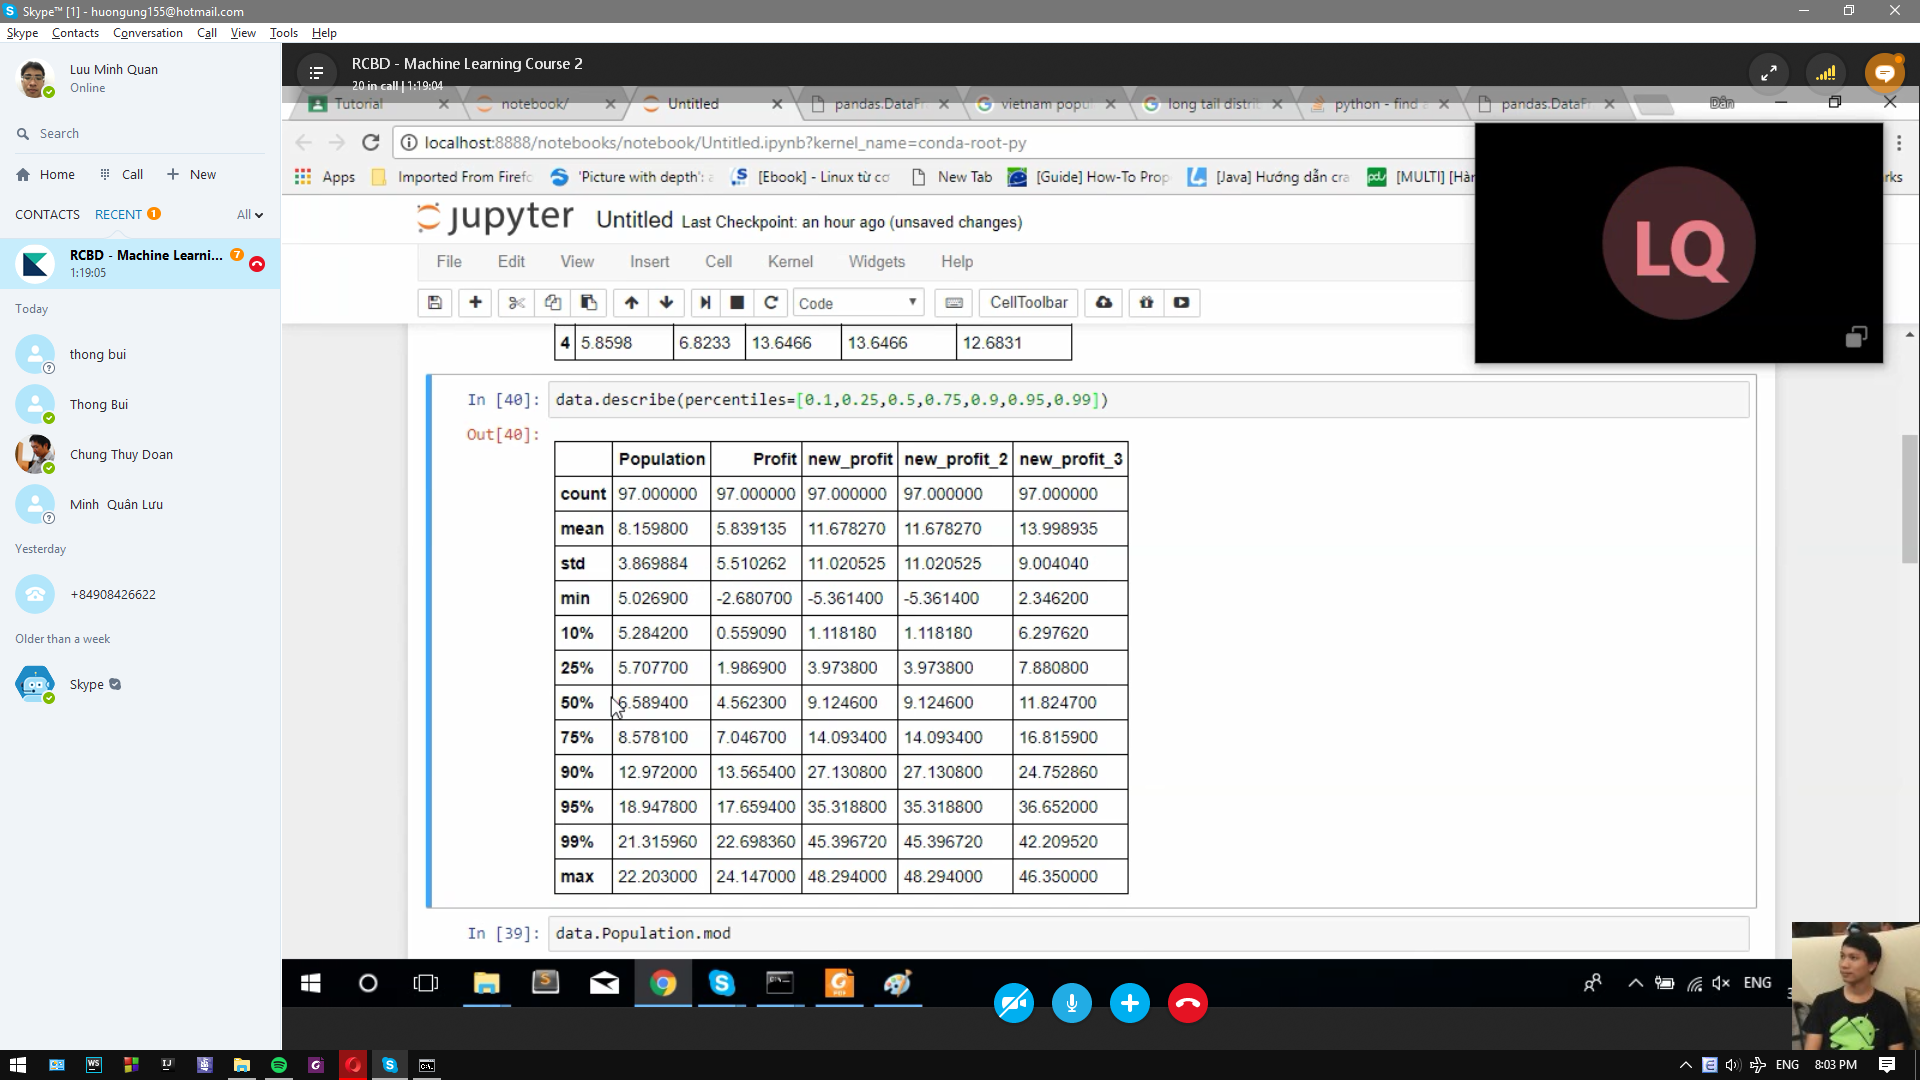 Skype™ [1] - huongung155@hotmail.com
Skype Contacts Conversation Call View Tools Help
Luu Minh Quan
Online
Search
Home Call New
CONTACTS RECENT 1 All
RCBD - Machine Learni... 7
1:19:05
Today
thong bui
Thong Bui
Chung Thuy Doan
Minh Quân Lưu
Yesterday
+84908426622
Older than a week
Skype
RCBD - Machine Learning Course 2
20 in call | 1:19:04
Tutorial notebook/ Untitled pandas.DataFr vietnam popu long tail distri python - find a pandas.DataFr Dân
localhost:8888/notebooks/notebook/Untitled.ipynb?kernel_name=conda-root-py
Apps Imported From Firefo 'Picture with depth': a [Ebook] - Linux từ cơ New Tab [Guide] How-To Prop [Java] Hướng dẫn cra [MULTI] [Hàn rks
LQ
jupyter Untitled Last Checkpoint: an hour ago (unsaved changes)
File Edit View Insert Cell Kernel Widgets Help
Code CellToolbar
4 5.8598 6.8233 13.6466 13.6466 12.6831
In [40]: data.describe(percentiles=[0.1,0.25,0.5,0.75,0.9,0.95,0.99])
Out[40]:
Population Profit new_profit new_profit_2 new_profit_3
count 97.000000 97.000000 97.000000 97.000000 97.000000
mean 8.159800 5.839135 11.678270 11.678270 13.998935
std 3.869884 5.510262 11.020525 11.020525 9.004040
min 5.026900 -2.680700 -5.361400 -5.361400 2.346200
10% 5.284200 0.559090 1.118180 1.118180 6.297620
25% 5.707700 1.986900 3.973800 3.973800 7.880800
50% 6.589400 4.562300 9.124600 9.124600 11.824700
75% 8.578100 7.046700 14.093400 14.093400 16.815900
90% 12.972000 13.565400 27.130800 27.130800 24.752860
95% 18.947800 17.659400 35.318800 35.318800 36.652000
99% 21.315960 22.698360 45.396720 45.396720 42.209520
max 22.203000 24.147000 48.294000 48.294000 46.350000
In [39]: data.Population.mod
ENG
ENG 8:03 PM